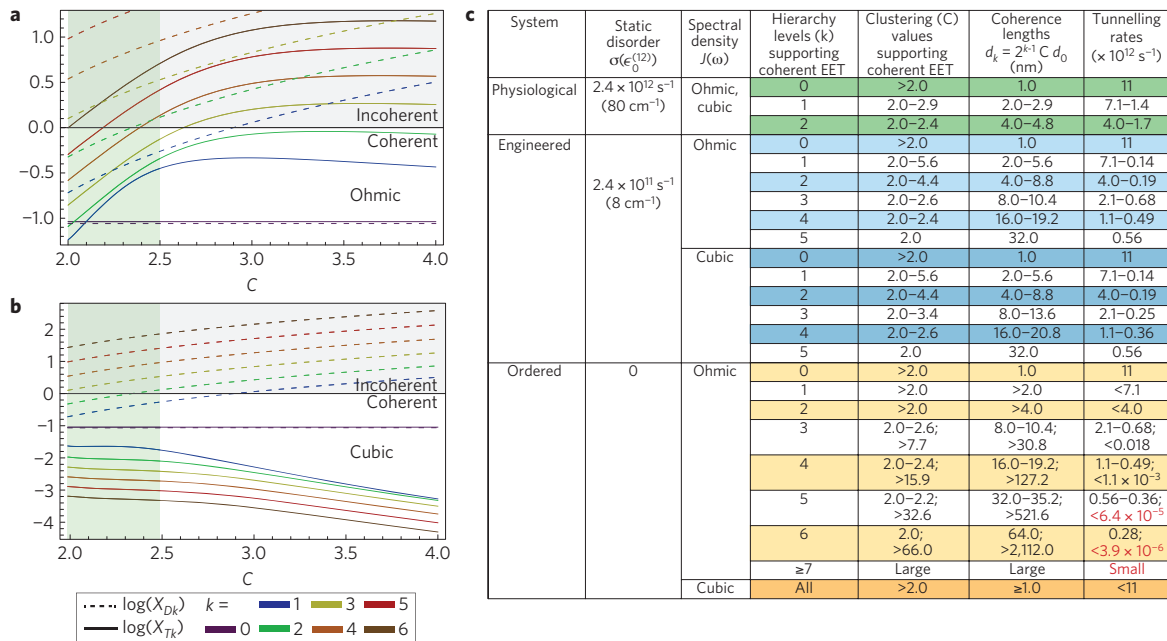 a
1.0
0.5
0.0
−0.5
−1.0
Incoherent
Coherent
Ohmic
2.0 2.5 3.0 3.5 4.0
C
b
2
1
0
−1
−2
−3
−4
Incoherent
Coherent
Cubic
2.0 2.5 3.0 3.5 4.0
C
log(X_Dk) k = 1 3 5
log(X_Tk) 0 2 4 6
c
System Static disorder σ(ϵ₀⁽¹²⁾) Spectral density J(ω) Hierarchy levels (k) supporting coherent EET Clustering (C) values supporting coherent EET Coherence lengths d_k = 2^{k-1} C d_0 (nm) Tunnelling rates (× 10¹² s⁻¹)
Physiological 2.4 × 10¹² s⁻¹ (80 cm⁻¹) Ohmic, cubic 0 >2.0 1.0 11
1 2.0–2.9 2.0–2.9 7.1–1.4
2 2.0–2.4 4.0–4.8 4.0–1.7
Engineered 2.4 × 10¹¹ s⁻¹ (8 cm⁻¹) Ohmic 0 >2.0 1.0 11
1 2.0–5.6 2.0–5.6 7.1–0.14
2 2.0–4.4 4.0–8.8 4.0–0.19
3 2.0–2.6 8.0–10.4 2.1–0.68
4 2.0–2.4 16.0–19.2 1.1–0.49
5 2.0 32.0 0.56
Cubic 0 >2.0 1.0 11
1 2.0–5.6 2.0–5.6 7.1–0.14
2 2.0–4.4 4.0–8.8 4.0–0.19
3 2.0–3.4 8.0–13.6 2.1–0.25
4 2.0–2.6 16.0–20.8 1.1–0.36
5 2.0 32.0 0.56
Ordered 0 Ohmic 0 >2.0 1.0 11
1 >2.0 >2.0 <7.1
2 >2.0 >4.0 <4.0
3 2.0–2.6; 8.0–10.4; 2.1–0.68;
>7.7 >30.8 <0.018
4 2.0–2.4; 16.0–19.2; 1.1–0.49;
>15.9 >127.2 <1.1 × 10⁻³
5 2.0–2.2; 32.0–35.2; 0.56–0.36;
>32.6 >521.6 <6.4 × 10⁻⁵
6 2.0; 64.0; 0.28;
>66.0 >2,112.0 <3.9 × 10⁻⁶
≥7 Large Large Small
Cubic All >2.0 ≥1.0 <11